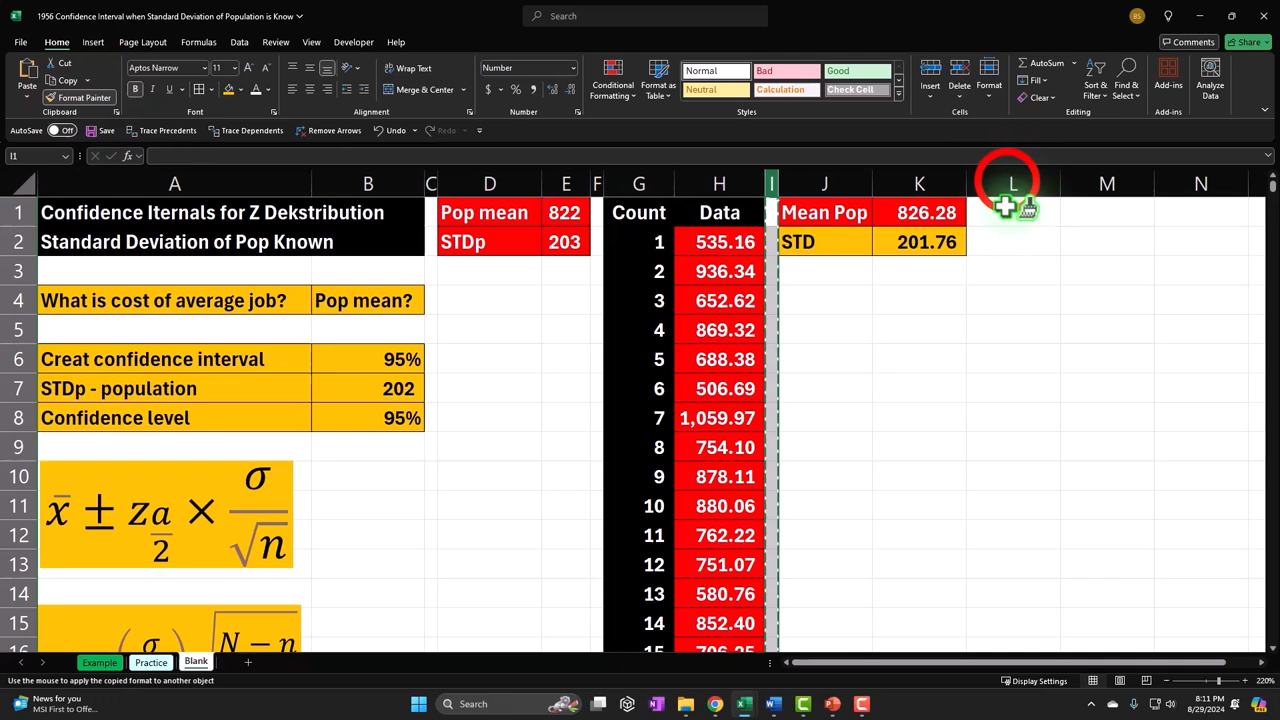 1956 Confidence Interval when Standard Deviation of Population is Know
Search
BS
File Home Insert Page Layout Formulas Data Review View Developer Help
Comments Share
Cut
Copy
Format Painter
Paste
Clipboard
Aptos Narrow 11
B I U
Font
Wrap Text
Merge & Center
Alignment
Number
Number
Conditional Formatting
Format as Table
Normal Bad Good
Neutral Calculation Check Cell
Styles
Insert Delete Format
Cells
AutoSum
Fill
Clear
Sort & Filter
Find & Select
Editing
Add-ins
Add-ins
Analyze Data
AutoSave Off Save Trace Precedents Trace Dependents Remove Arrows Undo Redo
I1 fx
A B C D E F G H I J K L M N
1 Confidence Iternals for Z Dekstribution Pop mean 822 Count Data Mean Pop 826.28
2 Standard Deviation of Pop Known STDp 203 1 535.16 STD 201.76
3 2 936.34
4 What is cost of average job? Pop mean? 3 652.62
5 4 869.32
6 Creat confidence interval 95% 5 688.38
7 STDp - population 202 6 506.69
8 Confidence level 95% 7 1,059.97
9 8 754.10
10 9 878.11
11 10 880.06
12 11 762.22
13 12 751.07
14 13 580.76
15 14 852.40
x̄ ± z a/2 × σ/√n
σ N − n
Example Practice Blank
Use the mouse to apply the copied format to another object
Display Settings
220%
News for you
MSI First to Offe...
Search
8:11 PM
8/29/2024